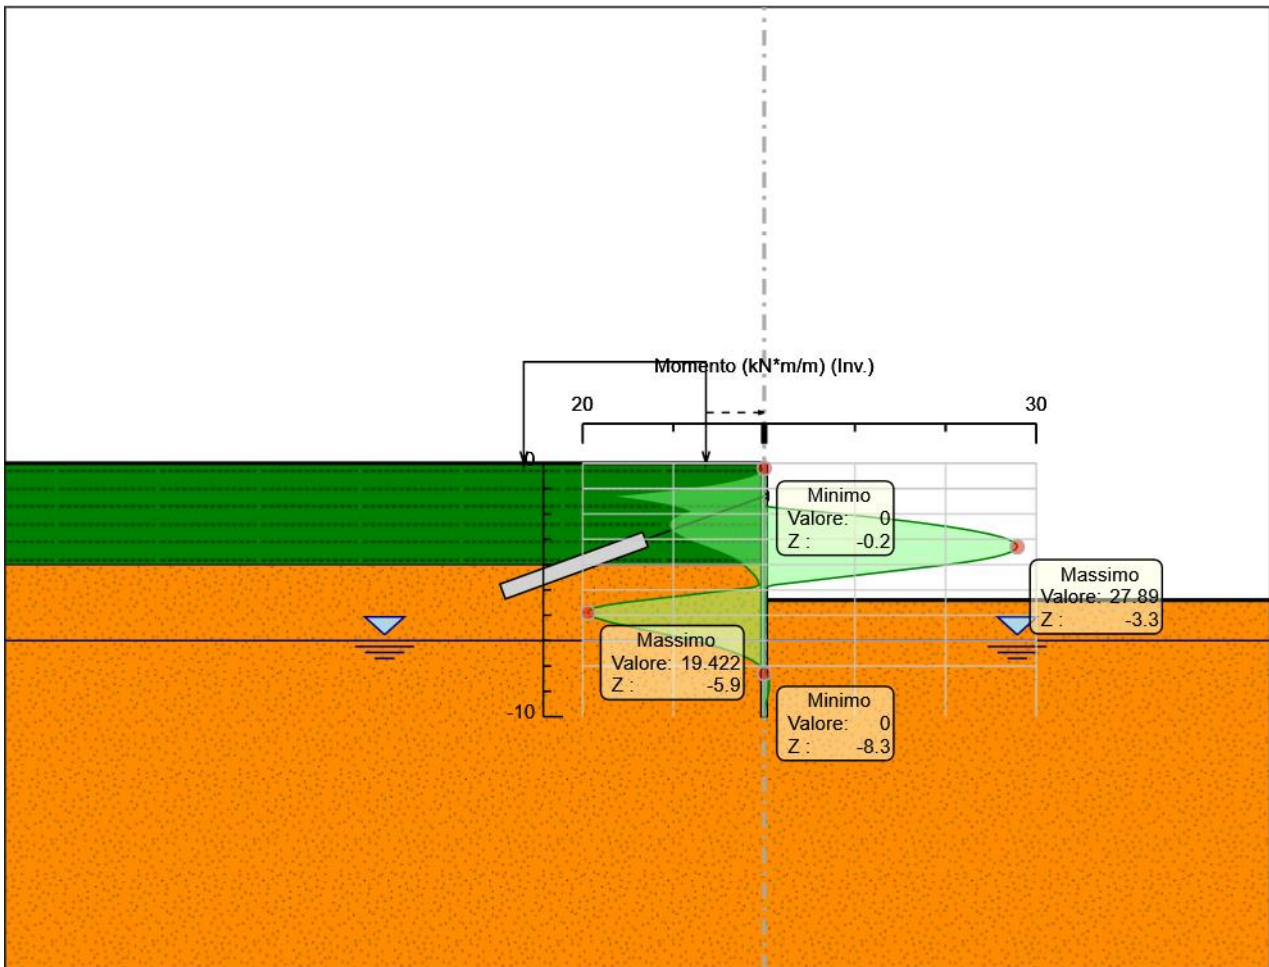 Momento (kN*m/m) (Inv.)
20
30
0
Minimo
Valore: 0
Z : -0.2
Massimo
Valore: 27.89
Z : -3.3
Massimo
Valore: 19.422
Z : -5.9
-10
Minimo
Valore: 0
Z : -8.3